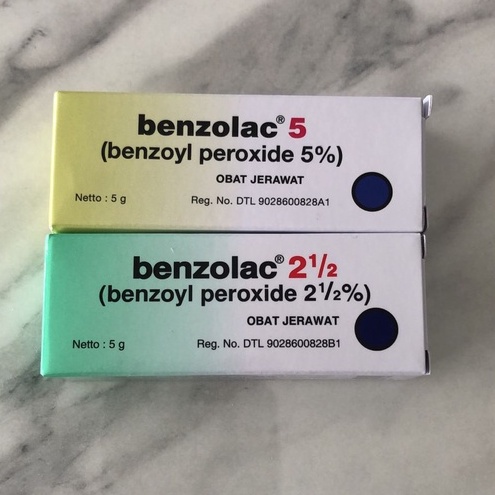 benzolac® 5
(benzoyl peroxide 5%)
OBAT JERAWAT
Netto : 5 g Reg. No. DTL 9028600828A1
benzolac® 2½
(benzoyl peroxide 2½%)
OBAT JERAWAT
Netto : 5 g Reg. No. DTL 9028600828B1